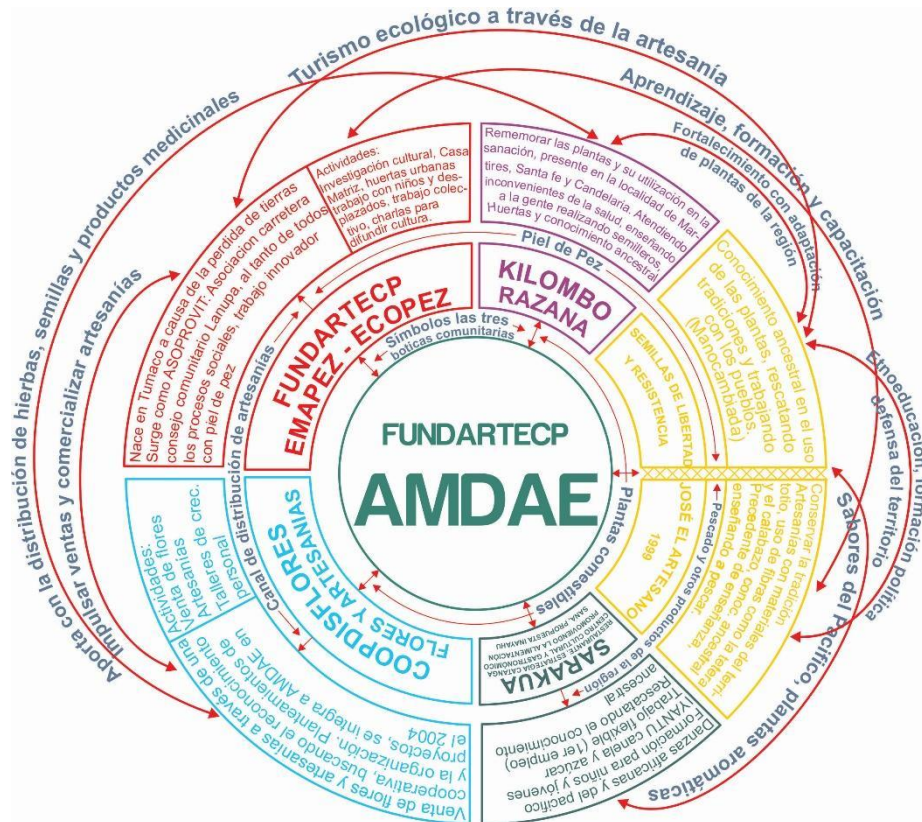 Turismo ecológico a través de la artesanía
Aprendizaje, formación y capacitación
Fortalecimiento con adaptación
de plantas de la región
Etnoeducación, formación política
defensa del territorio
Sabores del Pacífico, plantas aromáticas
Aporta con la distribución de hierbas, semillas y productos medicinales
Impulsar ventas y comercializar artesanías
Nace en Tumaco a causa de la perdida de tierras
Surge como ASOPROVIT: Asociacion carretera
consejo comunitario Lanupa, al tanto de todos
los procesos sociales, trabajo innovador
con piel de pez
Actividades:
Investigación cultural, Casa
Matriz, huertas urbanas
trabajo con niños y des-
plazados, trabajo colec-
tivo, charlas para
difundir cultura.
Rememorar las plantas y su utilización en la
sanación, presente en la localidad de Mar-
tires, Santa fe y Candelaria. Atendiendo
inconvenientes de la salud, enseñando
a la gente realizando semilleros,
Huertas y conocimiento ancestral
Conocimiento ancestral en el uso
de las plantas, rescatando
tradiciones y trabajando
con los pueblos.
(Mamocambiada)
Conservar la tradición
Artesanías con materiales del terri-
torio, uso de fibras como la tetera
y el calabazo, conocimiento ancestral
Precedente de enseñanza,
enseñando a pescar.
Danzas africanas y del pacífico
Formación para niños y jóvenes
YANTU canela y azúcar
Trabajo flexible (1er empleo)
Rescatando el conocimiento
ancestral
Venta de flores y artesanías a través de una
cooperativa, buscando el reconocimiento
y la organización. Planteamientos de
proyectos, se integra a AMDAE en
el 2004
Actividades:
Venta de flores
Artesanías
Talleres de crec.
personal
Canal de distribución de artesanías
Piel de Pez
Pescado y otros productos de la región
FUNDARTECP
EMAPEZ - ECOPEZ
KILOMBO
RAZANA
SEMILLAS DE LIBERTAD
Y RESISTENCIA
JOSÉ EL ARTESANO
1999
SARAKUA
COOPDISFLORES
FLORES Y ARTESANIAS
Símbolos las tres
boticas comunitarias
Plantas comestibles
FUNDARTECP
AMDAE